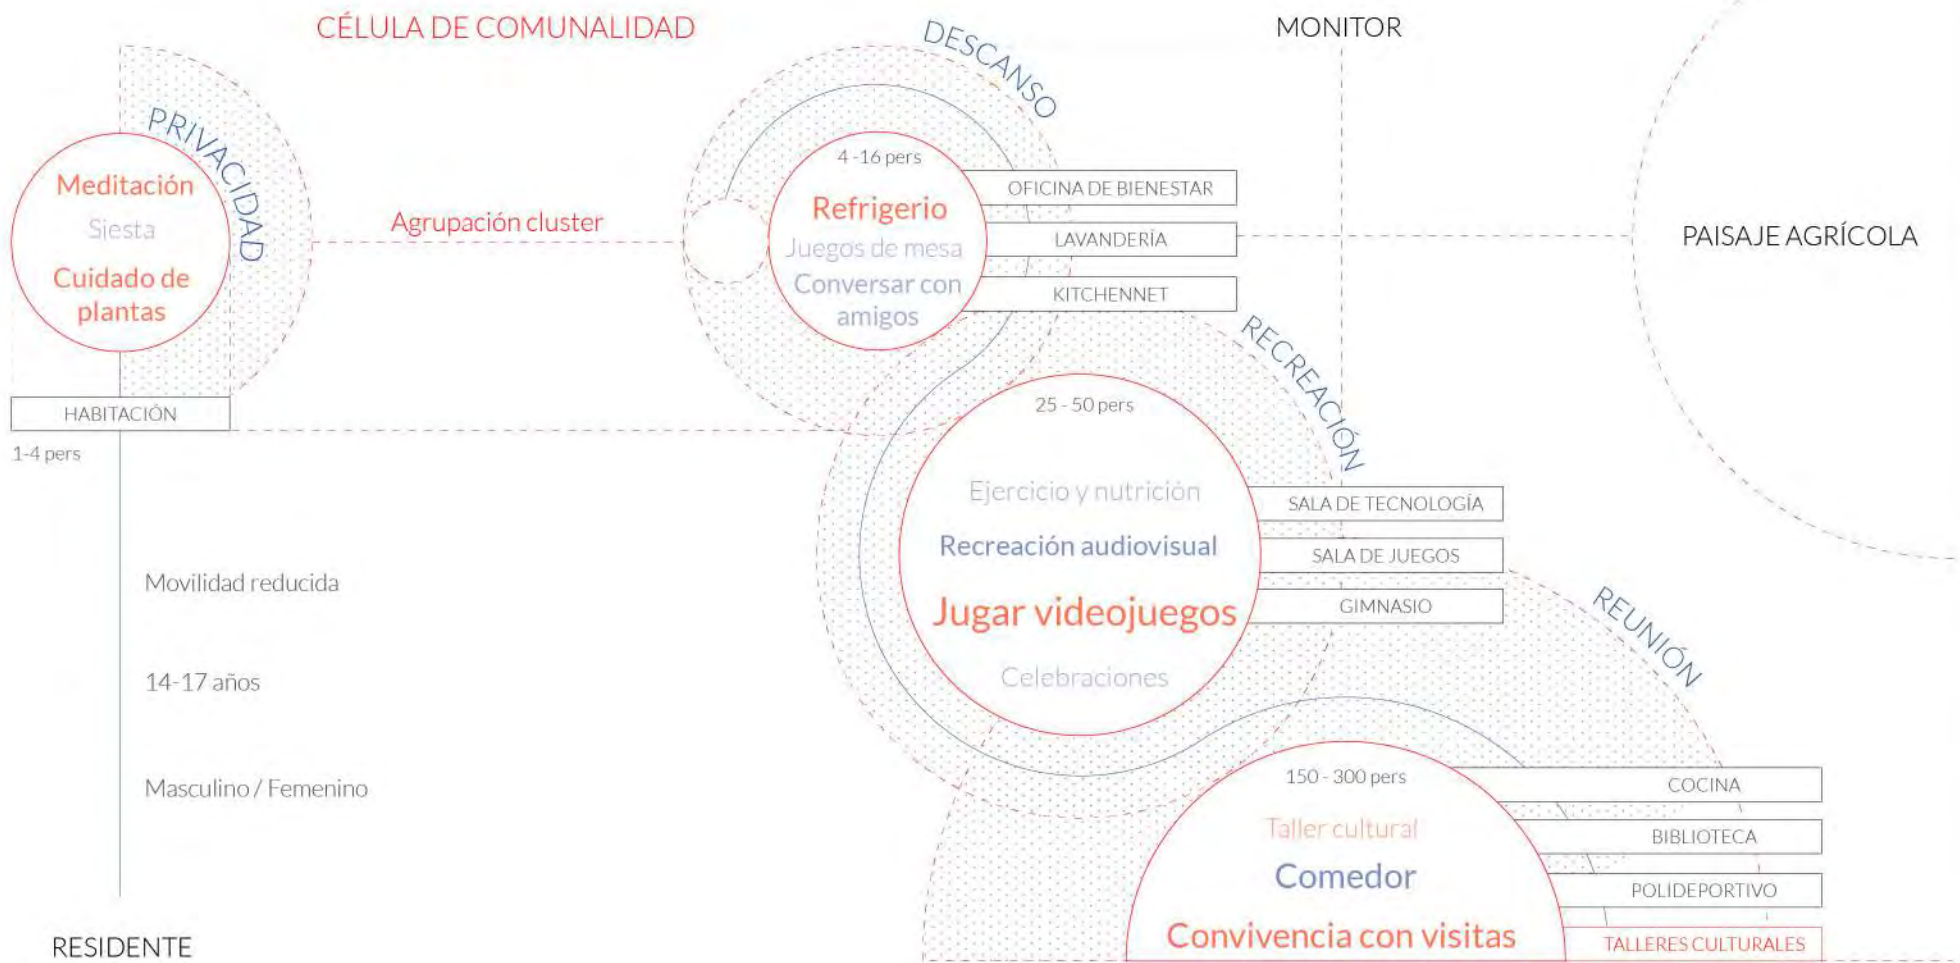 CÉLULA DE COMUNALIDAD
DESCANSO
MONITOR
PRIVACIDAD
Meditación
Siesta
Cuidado de
plantas
Agrupación cluster
4 -16 pers
Refrigerio
Juegos de mesa
Conversar con
amigos
OFICINA DE BIENESTAR
LAVANDERÍA
KITCHENNET
PAISAJE AGRÍCOLA
HABITACIÓN
1-4 pers
RECREACIÓN
25 - 50 pers
Ejercicio y nutrición
Recreación audiovisual
Jugar videojuegos
Celebraciones
SALA DE TECNOLOGÍA
SALA DE JUEGOS
GIMNASIO
Movilidad reducida
14-17 años
Masculino / Femenino
RESIDENTE
REUNIÓN
150 - 300 pers
Taller cultural
Comedor
Convivencia con visitas
COCINA
BIBLIOTECA
POLIDEPORTIVO
TALLERES CULTURALES